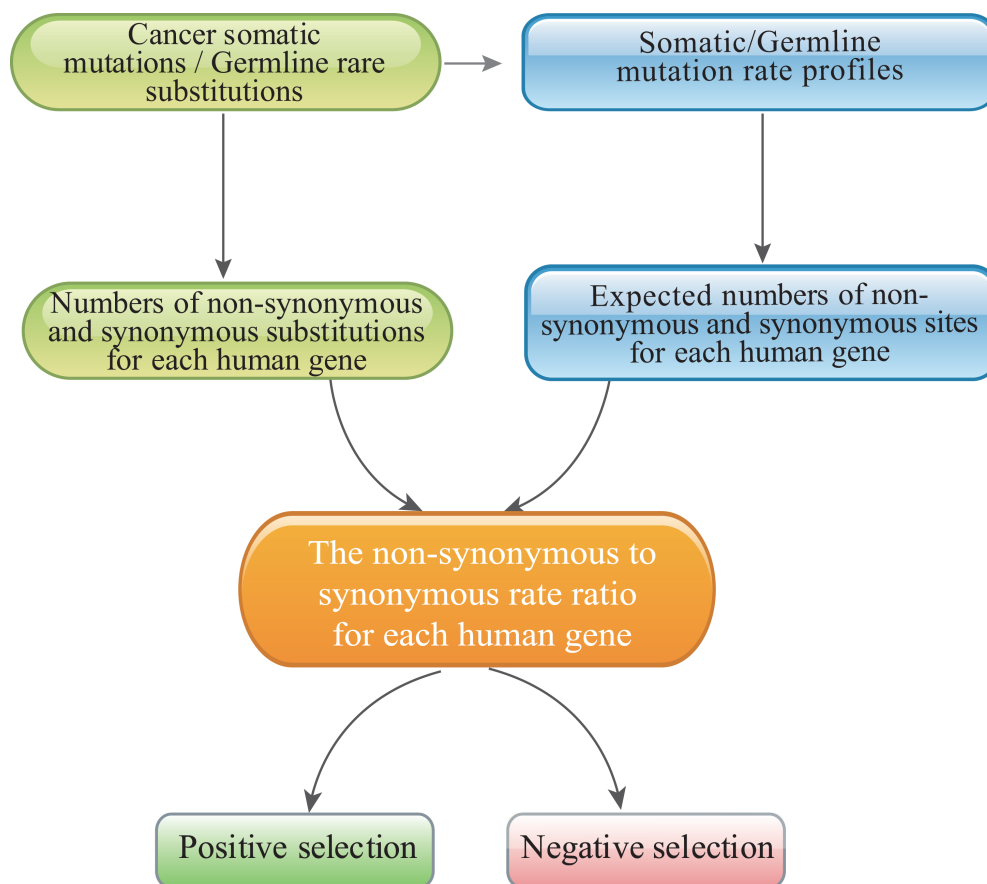 Cancer somatic
mutations / Germline rare
substitutions
Somatic/Germline
mutation rate profiles
Numbers of non-synonymous
and synonymous substitutions
for each human gene
Expected numbers of non-
synonymous and synonymous sites
for each human gene
The non-synonymous to
synonymous rate ratio
for each human gene
Positive selection
Negative selection